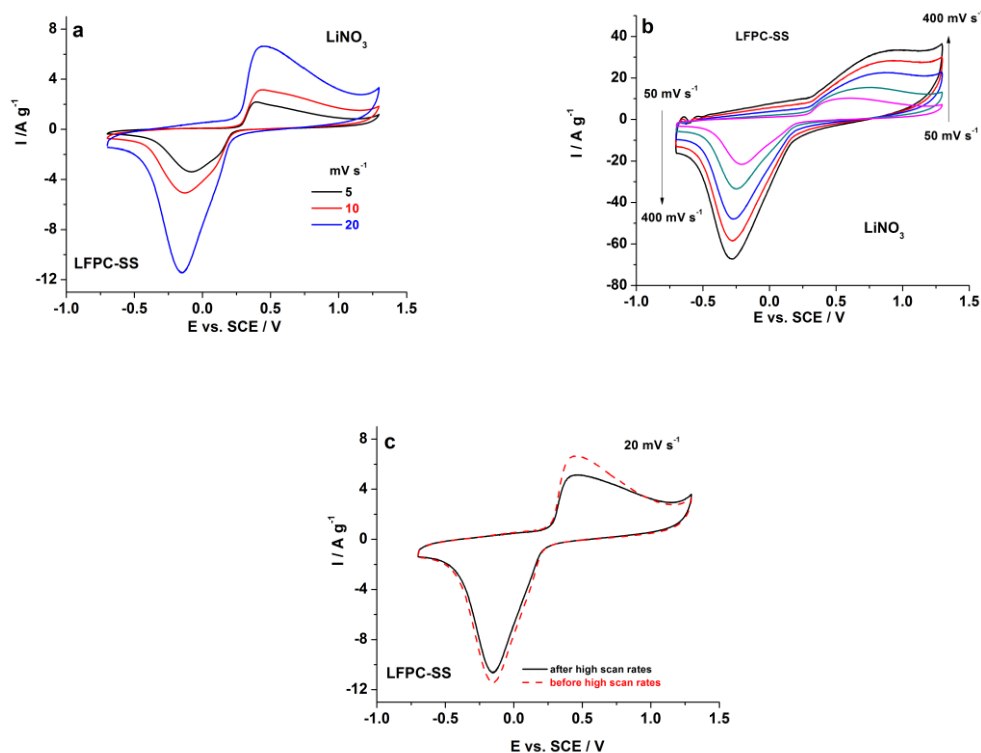 a
LiNO3
8
4
0
-4
-8
-12
I /A g-1
mV s-1
5
10
20
LFPC-SS
-1.0 -0.5 0.0 0.5 1.0 1.5
E vs. SCE / V
b
LFPC-SS
400 mV s-1
50 mV s-1
50 mV s-1
400 mV s-1
LiNO3
40
20
0
-20
-40
-60
-80
I / A g-1
-1.0 -0.5 0.0 0.5 1.0 1.5
E vs. SCE / V
c
20 mV s-1
8
4
0
-4
-8
-12
I / A g-1
LFPC-SS
after high scan rates
before high scan rates
-1.0 -0.5 0.0 0.5 1.0 1.5
E vs. SCE / V